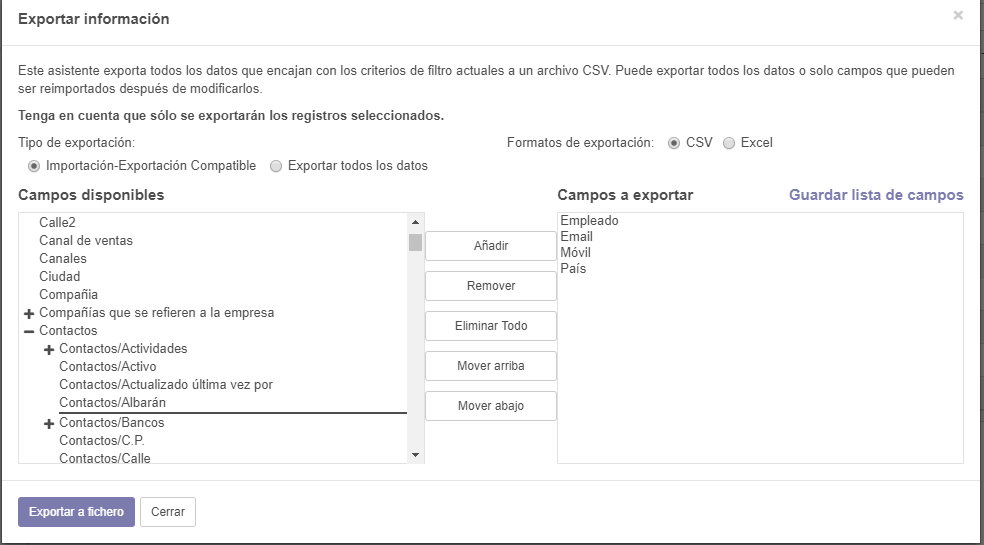 Exportar información
×
Este asistente exporta todos los datos que encajan con los criterios de filtro actuales a un archivo CSV. Puede exportar todos los datos o solo campos que pueden
ser reimportados después de modificarlos.
Tenga en cuenta que sólo se exportarán los registros seleccionados.
Tipo de exportación:
Importación-Exportación Compatible
Exportar todos los datos
Formatos de exportación:
CSV
Excel
Campos disponibles
Calle2
Canal de ventas
Canales
Ciudad
Compañia
Compañías que se refieren a la empresa
Contactos
Contactos/Actividades
Contactos/Activo
Contactos/Actualizado última vez por
Contactos/Albarán
Contactos/Bancos
Contactos/C.P.
Contactos/Calle
Añadir
Remover
Eliminar Todo
Mover arriba
Mover abajo
Campos a exportar
Guardar lista de campos
Empleado
Email
Móvil
País
Exportar a fichero
Cerrar